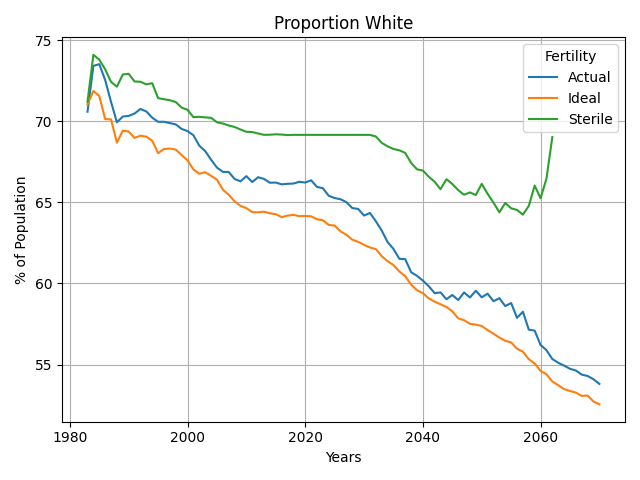 Proportion White
% of Population
75
70
65
60
55
1980
2000
2020
2040
2060
Years
Fertility
Actual
Ideal
Sterile